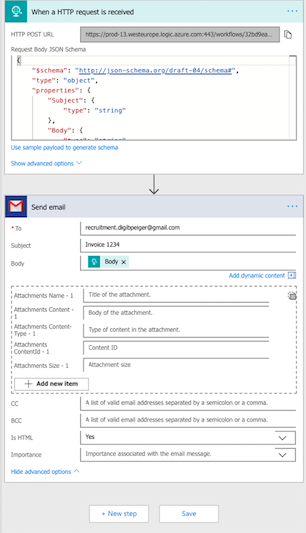 When a HTTP request is received
HTTP POST URL
https://prod-13.westeurope.logic.azure.com:443/workflows/32bd9ea...
Request Body JSON Schema
{
"$schema": "http://json-schema.org/draft-04/schema#",
"type": "object",
"properties": {
"Subject": {
"type": "string"
},
"Body": {
Use sample payload to generate schema
Show advanced options
Send email
* To
recruitment.digibpeiger@gmail.com
Subject
Invoice 1234
Body
Body ×
Add dynamic content +
Attachments Name - 1
Title of the attachment.
Attachments Content - 1
Body of the attachment.
Attachments Content-Type - 1
Type of content in the attachment.
Attachments ContentId - 1
Content ID
Attachments Size - 1
Attachment size
+ Add new item
CC
A list of valid email addresses separated by a semicolon or a comma.
BCC
A list of valid email addresses separated by a semicolon or a comma.
Is HTML
Yes
Importance
Importance associated with the email message.
Hide advanced options
+ New step
Save